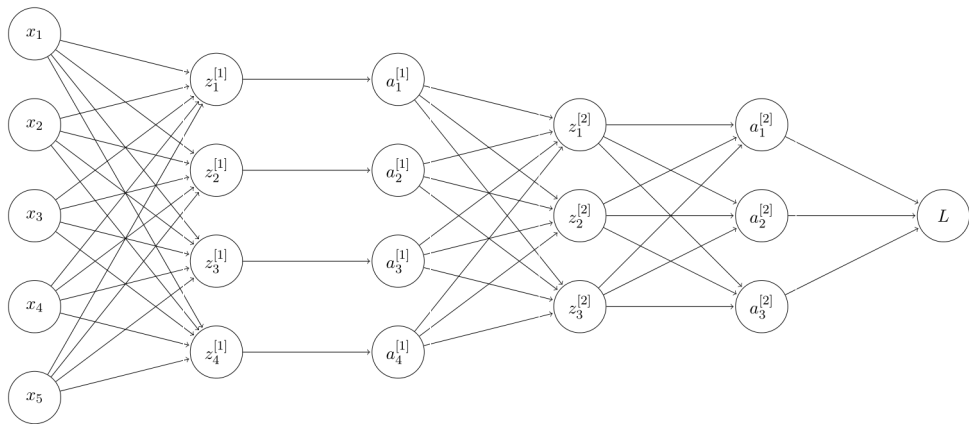 x₁
x₂
x₃
x₄
x₅
z₁^[1]
z₂^[1]
z₃^[1]
z₄^[1]
a₁^[1]
a₂^[1]
a₃^[1]
a₄^[1]
z₁^[2]
z₂^[2]
z₃^[2]
a₁^[2]
a₂^[2]
a₃^[2]
L